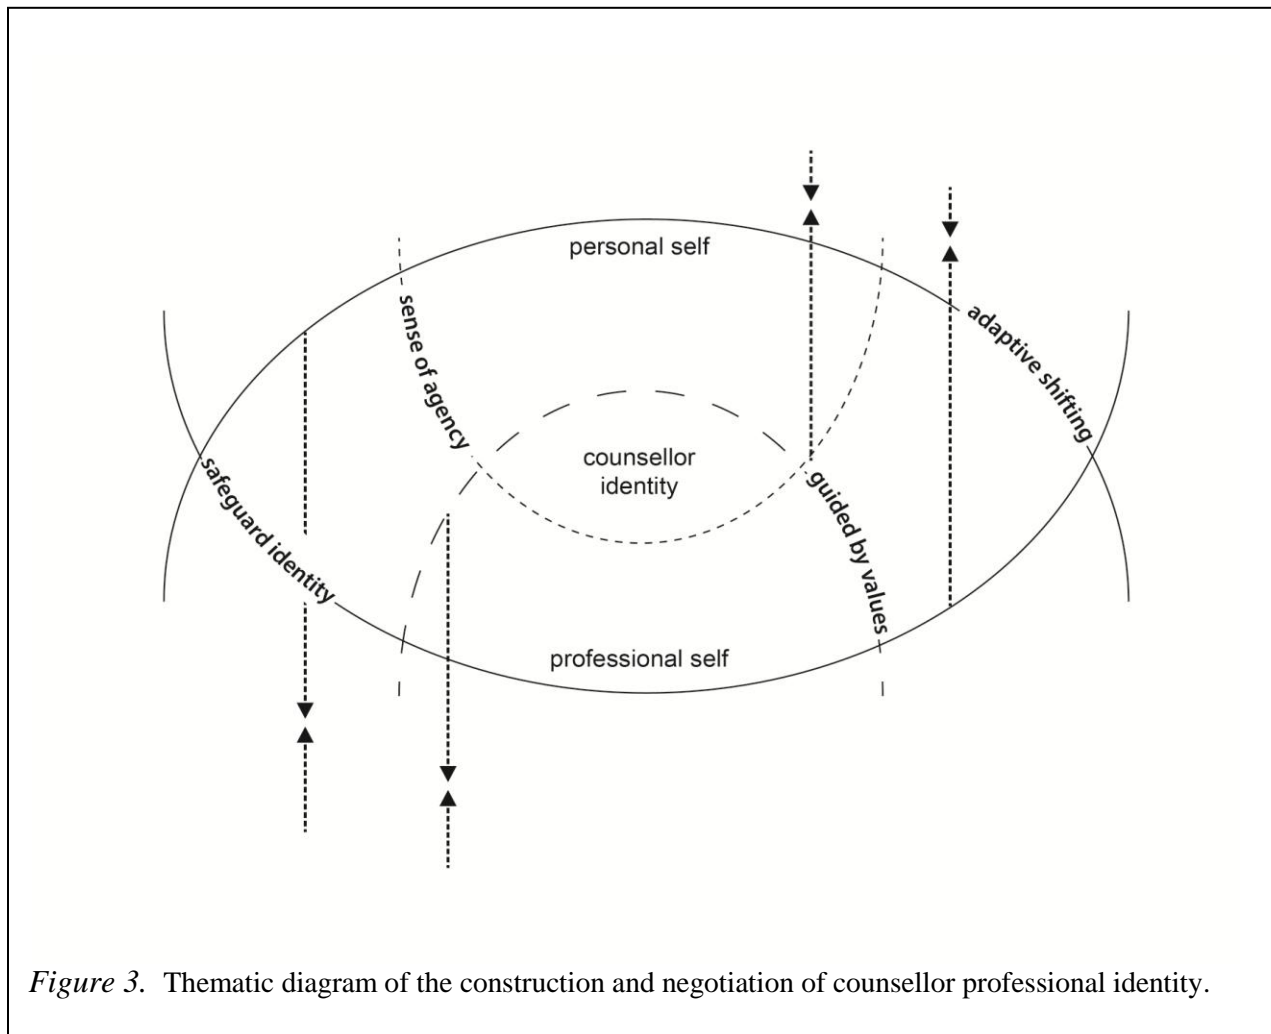 personal self
sense of agency
adaptive shifting
counsellor
identity
safeguard identity
guided by values
professional self
Figure 3. Thematic diagram of the construction and negotiation of counsellor professional identity.